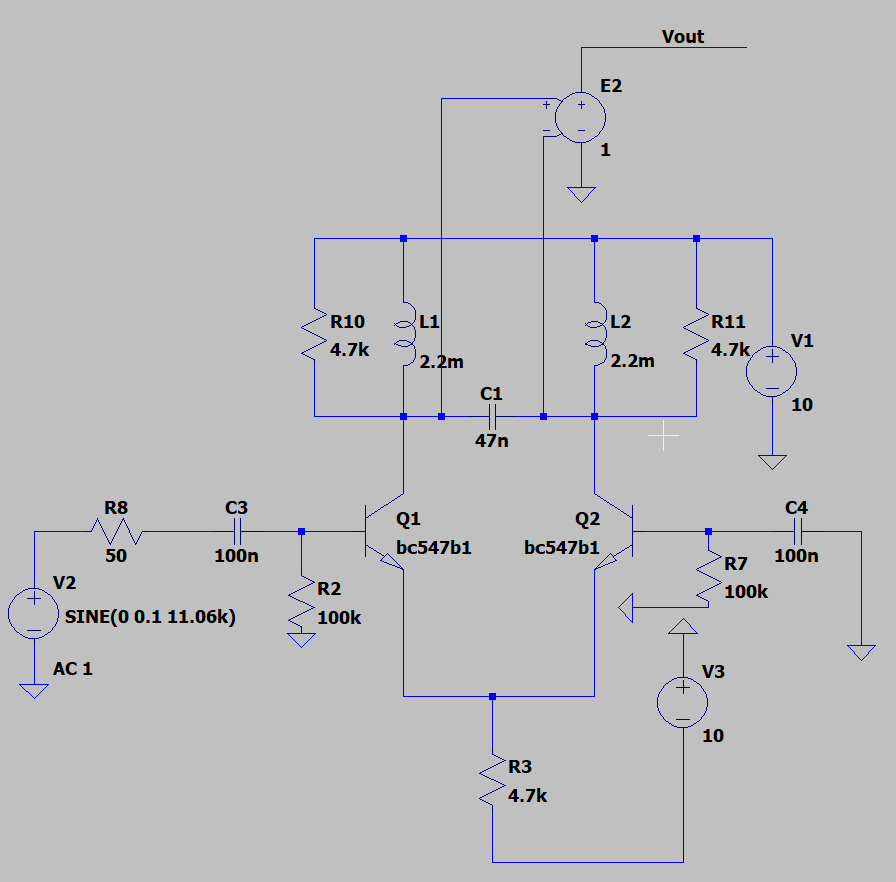 Vout
E2
1
R10
4.7k
L1
2.2m
L2
2.2m
R11
4.7k
V1
10
C1
47n
R8
50
C3
100n
Q1
bc547b1
Q2
bc547b1
C4
100n
V2
SINE(0 0.1 11.06k)
AC 1
R2
100k
R7
100k
V3
10
R3
4.7k